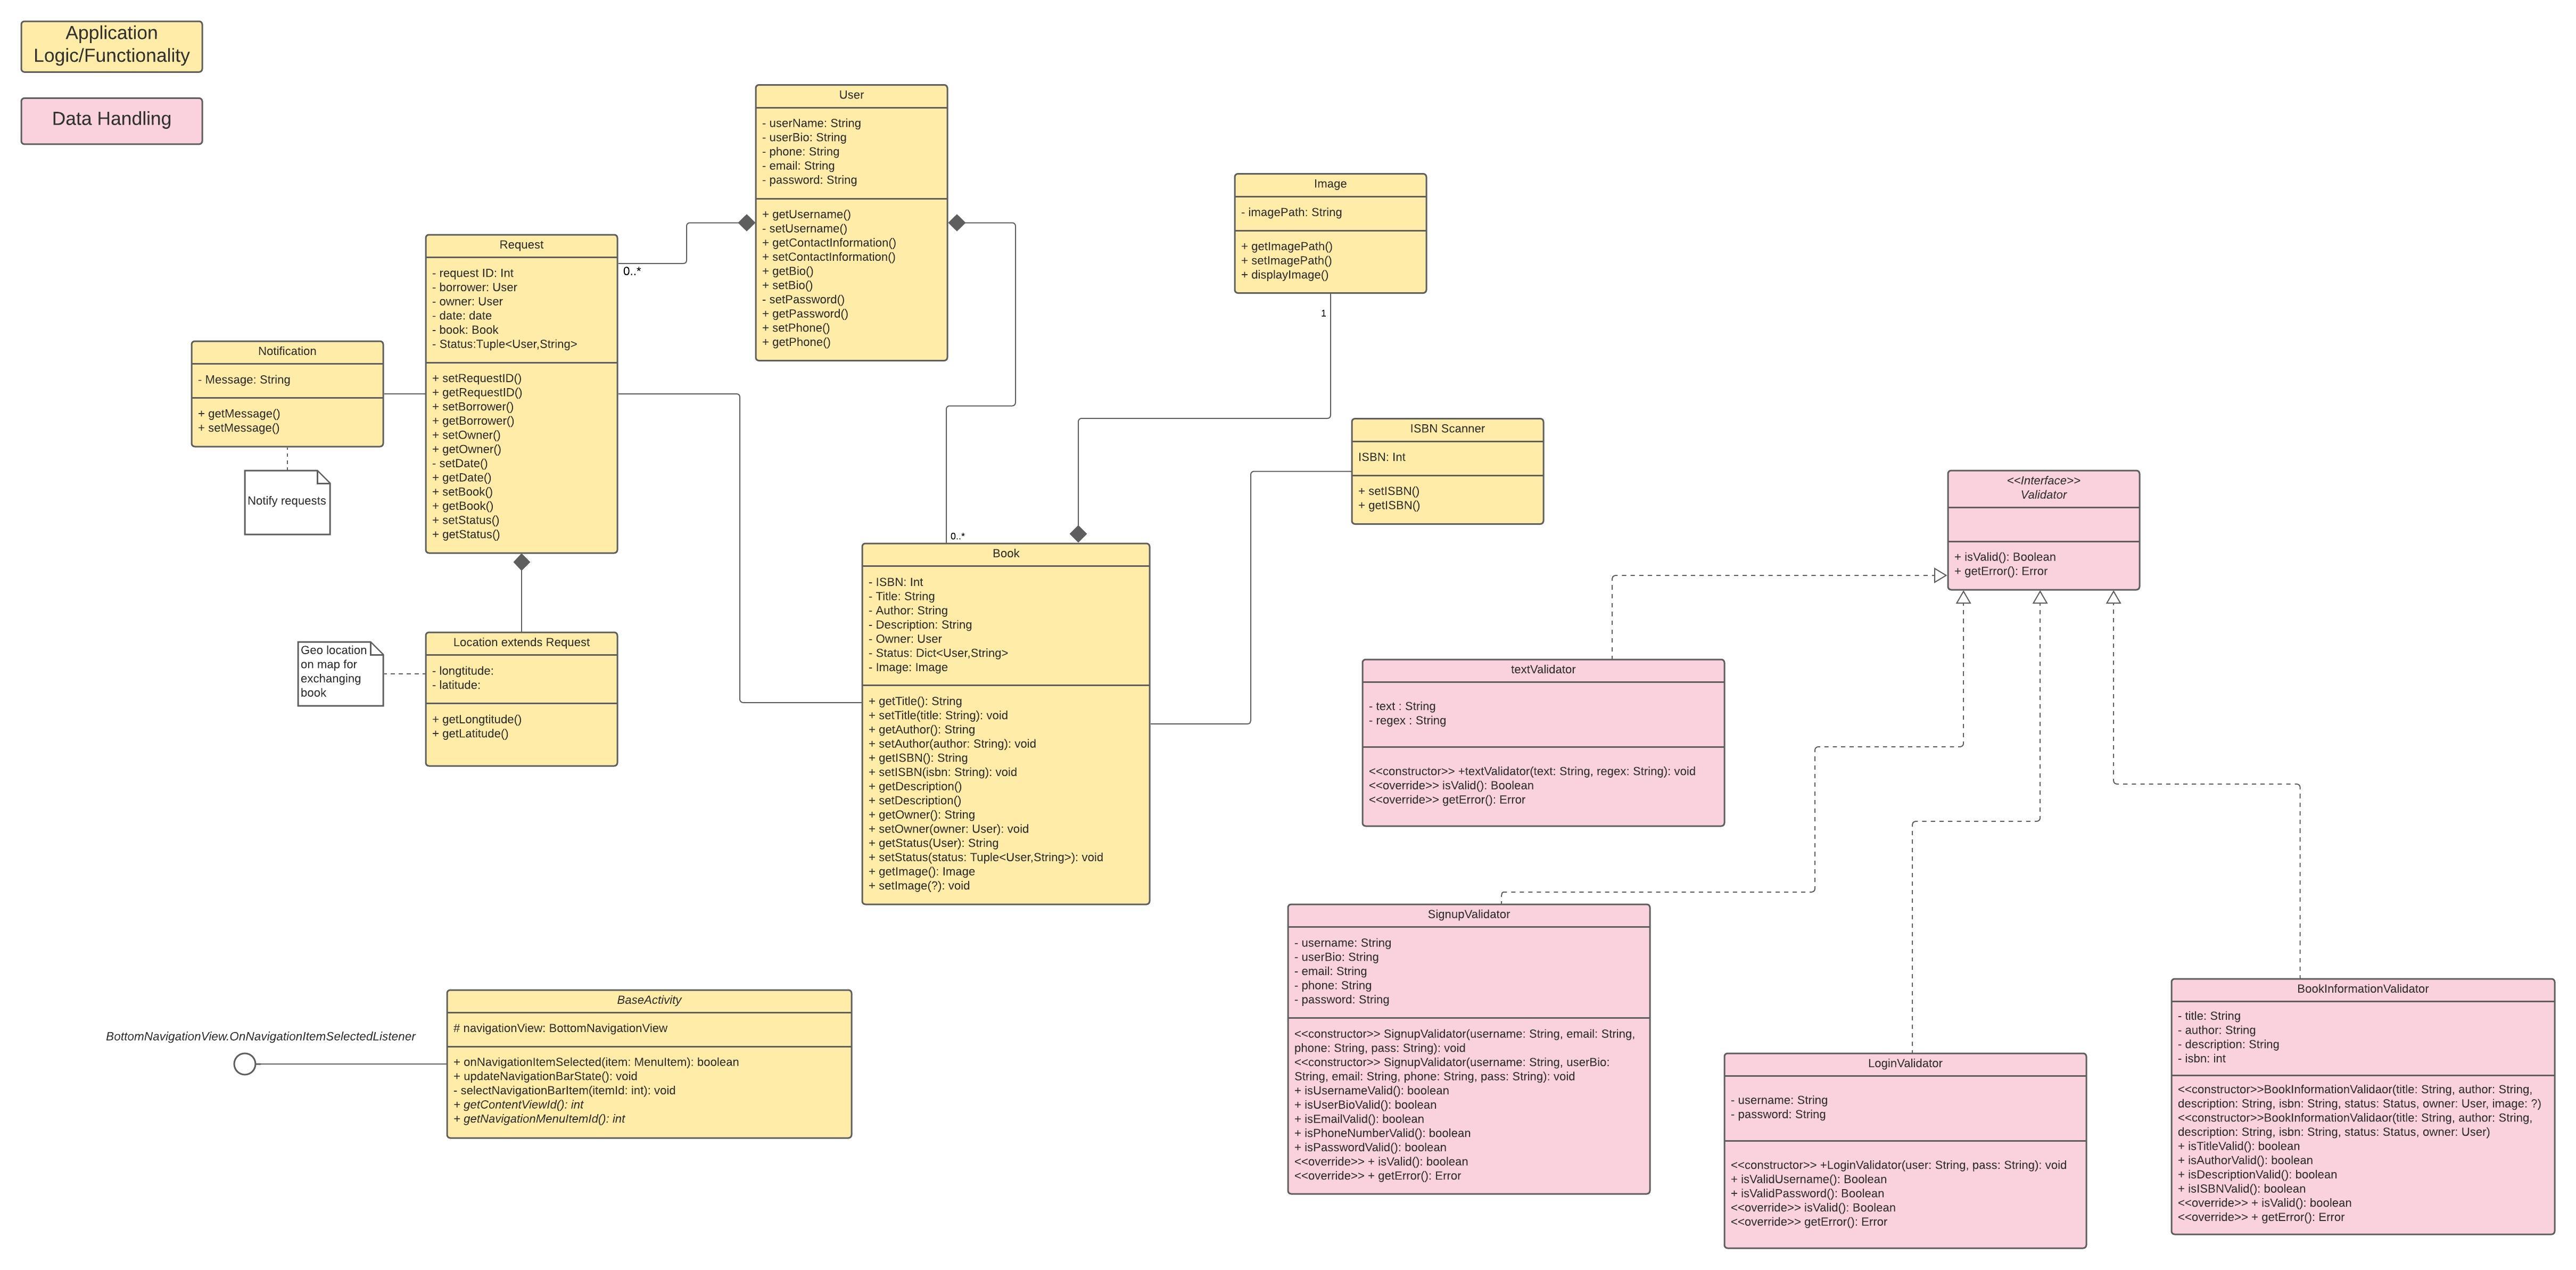 Application
Logic/Functionality
Data Handling
User
- userName: String
- userBio: String
- phone: String
- email: String
- password: String
+ getUsername()
- setUsername()
+ getContactInformation()
+ setContactInformation()
+ getBio()
+ setBio()
- setPassword()
+ getPassword()
+ setPhone()
+ getPhone()
Image
- imagePath: String
+ getImagePath()
+ setImagePath()
+ displayImage()
1
Request
- request ID: Int
- borrower: User
- owner: User
- date: date
- book: Book
- Status:Tuple<User,String>
+ setRequestID()
+ getRequestID()
+ setBorrower()
+ getBorrower()
+ setOwner()
+ getOwner()
- setDate()
+ getDate()
+ setBook()
+ getBook()
+ setStatus()
+ getStatus()
0..*
Notification
- Message: String
+ getMessage()
+ setMessage()
Notify requests
ISBN Scanner
ISBN: Int
+ setISBN()
+ getISBN()
<<Interface>>
Validator
+ isValid(): Boolean
+ getError(): Error
0..*
Book
- ISBN: Int
- Title: String
- Author: String
- Description: String
- Owner: User
- Status: Dict<User,String>
- Image: Image
+ getTitle(): String
+ setTitle(title: String): void
+ getAuthor(): String
+ setAuthor(author: String): void
+ getISBN(): String
+ setISBN(isbn: String): void
+ getDescription()
+ setDescription()
+ getOwner(): String
+ setOwner(owner: User): void
+ getStatus(User): String
+ setStatus(status: Tuple<User,String>): void
+ getImage(): Image
+ setImage(?): void
Geo location
on map for
exchanging
book
Location extends Request
- longtitude:
- latitude:
+ getLongtitude()
+ getLatitude()
textValidator
- text : String
- regex : String
<<constructor>> +textValidator(text: String, regex: String): void
<<override>> isValid(): Boolean
<<override>> getError(): Error
SignupValidator
- username: String
- userBio: String
- email: String
- phone: String
- password: String
<<constructor>> SignupValidator(username: String, email: String,
phone: String, pass: String): void
<<constructor>> SignupValidator(username: String, userBio:
String, email: String, phone: String, pass: String): void
+ isUsernameValid(): boolean
+ isUserBioValid(): boolean
+ isEmailValid(): boolean
+ isPhoneNumberValid(): boolean
+ isPasswordValid(): boolean
<<override>> + isValid(): boolean
<<override>> + getError(): Error
BottomNavigationView.OnNavigationItemSelectedListener
BaseActivity
# navigationView: BottomNavigationView
+ onNavigationItemSelected(item: MenuItem): boolean
+ updateNavigationBarState(): void
- selectNavigationBarItem(itemId: int): void
+ getContentViewId(): int
+ getNavigationMenuItemId(): int
LoginValidator
- username: String
- password: String
<<constructor>> +LoginValidator(user: String, pass: String): void
+ isValidUsername(): Boolean
+ isValidPassword(): Boolean
<<override>> isValid(): Boolean
<<override>> getError(): Error
BookInformationValidator
- title: String
- author: String
- description: String
- isbn: int
<<constructor>>BookInformationValidaor(title: String, author: String,
description: String, isbn: String, status: Status, owner: User, image: ?)
<<constructor>>BookInformationValidaor(title: String, author: String,
description: String, isbn: String, status: Status, owner: User)
+ isTitleValid(): boolean
+ isAuthorValid(): boolean
+ isDescriptionValid(): boolean
+ isISBNValid(): boolean
<<override>> + isValid(): boolean
<<override>> + getError(): Error